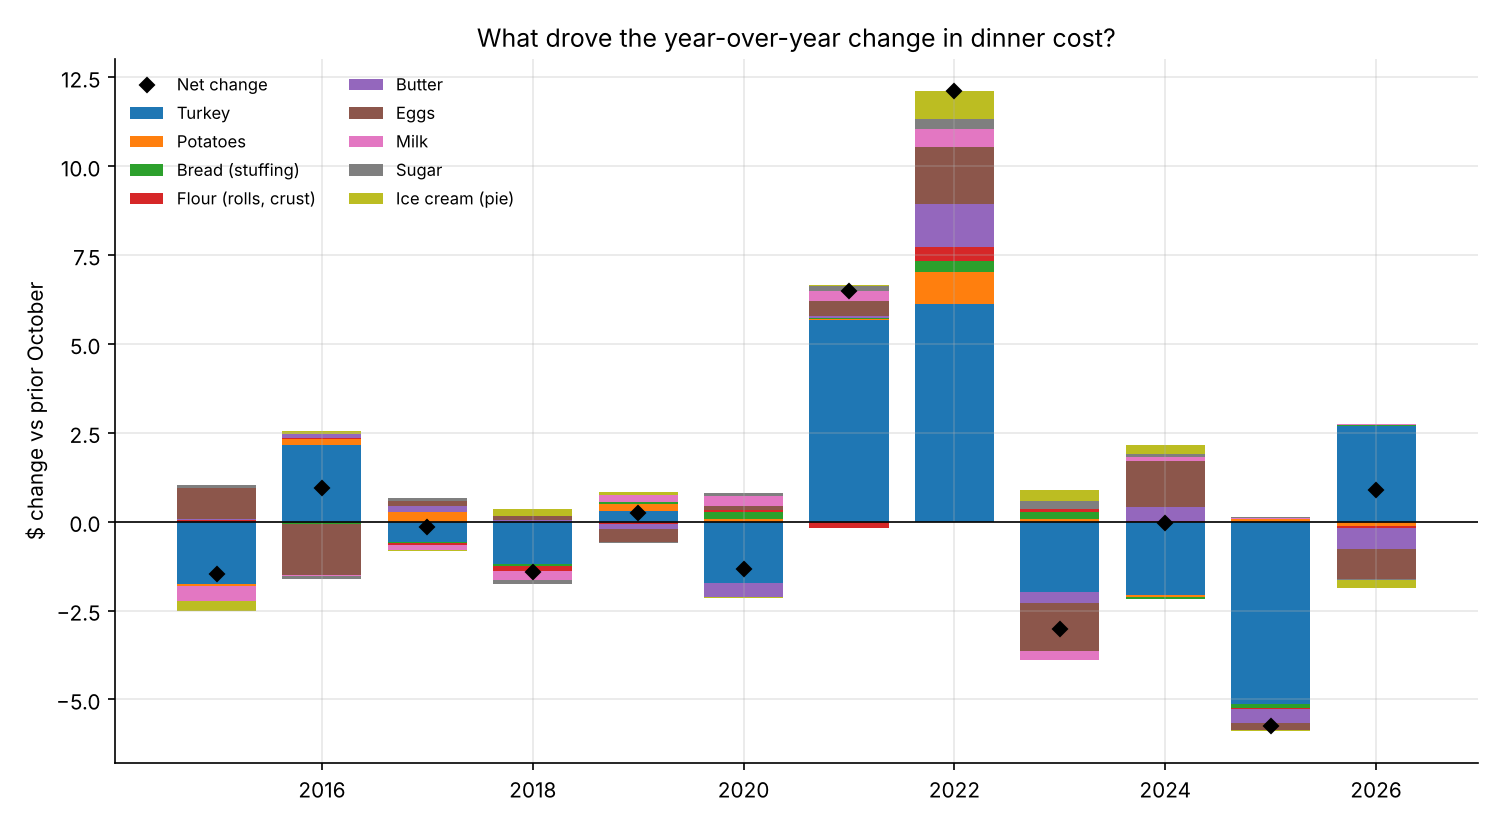 What drove the year-over-year change in dinner cost?
$ change vs prior October
12.5
10.0
7.5
5.0
2.5
0.0
−2.5
−5.0
Net change
Turkey
Potatoes
Bread (stuffing)
Flour (rolls, crust)
Butter
Eggs
Milk
Sugar
Ice cream (pie)
2016
2018
2020
2022
2024
2026